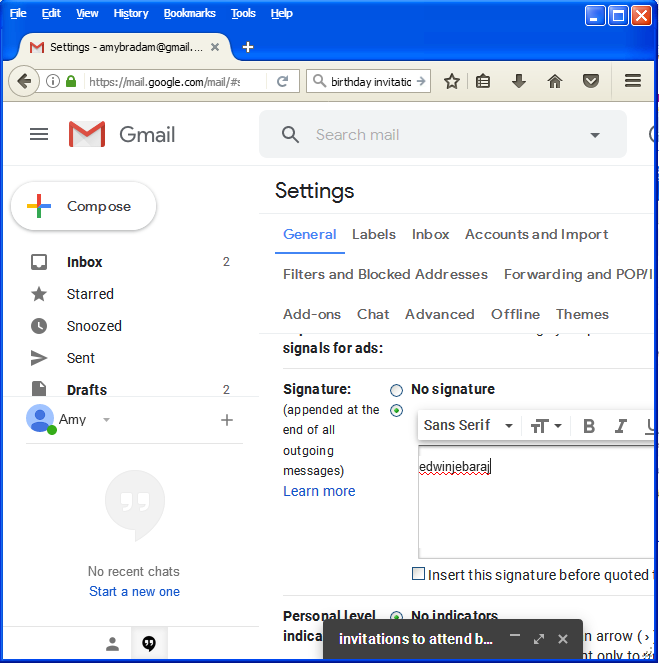 File Edit View History Bookmarks Tools Help
Settings - amybradam@gmail....
https://mail.google.com/mail/#s
birthday invitatio
Gmail
Search mail
Compose
Settings
General Labels Inbox Accounts and Import
Filters and Blocked Addresses Forwarding and POP/I
Add-ons Chat Advanced Offline Themes
Inbox 2
Starred
Snoozed
Sent
Drafts 2
Amy
No recent chats
Start a new one
signals for ads:
Signature:
(appended at the
end of all
outgoing
messages)
Learn more
No signature
Sans Serif
B I U
edwinjebaraj
Insert this signature before quoted t
Personal level
indica
No indicators
n arrow ( › )
nt only to
invitations to attend b...